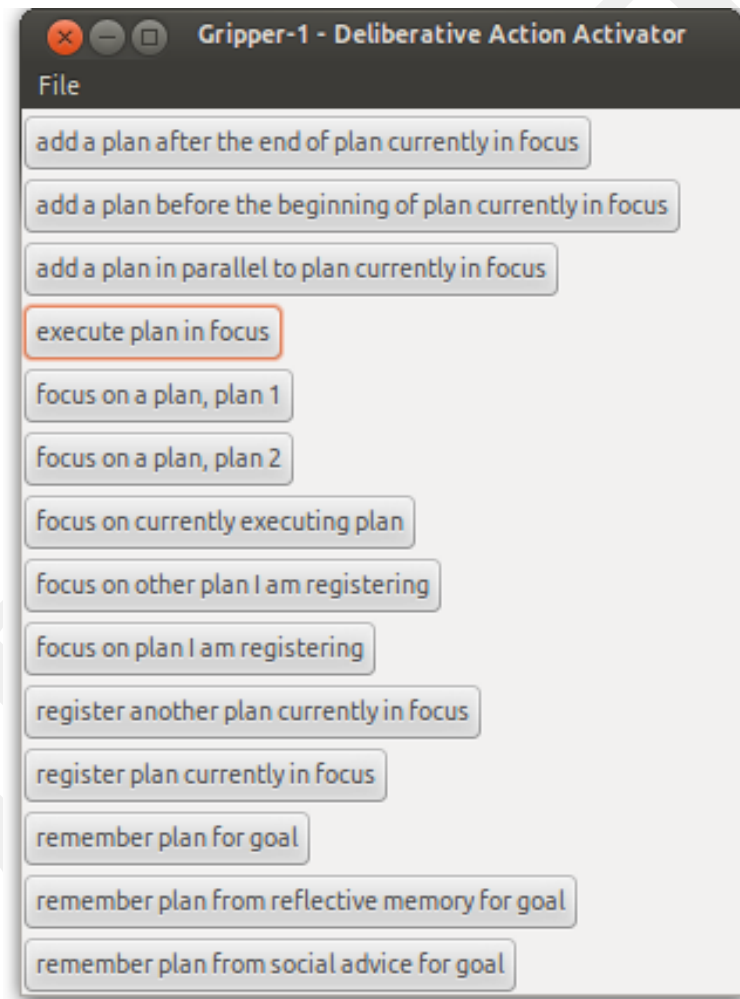 Gripper-1 - Deliberative Action Activator
File
add a plan after the end of plan currently in focus
add a plan before the beginning of plan currently in focus
add a plan in parallel to plan currently in focus
execute plan in focus
focus on a plan, plan 1
focus on a plan, plan 2
focus on currently executing plan
focus on other plan I am registering
focus on plan I am registering
register another plan currently in focus
register plan currently in focus
remember plan for goal
remember plan from reflective memory for goal
remember plan from social advice for goal